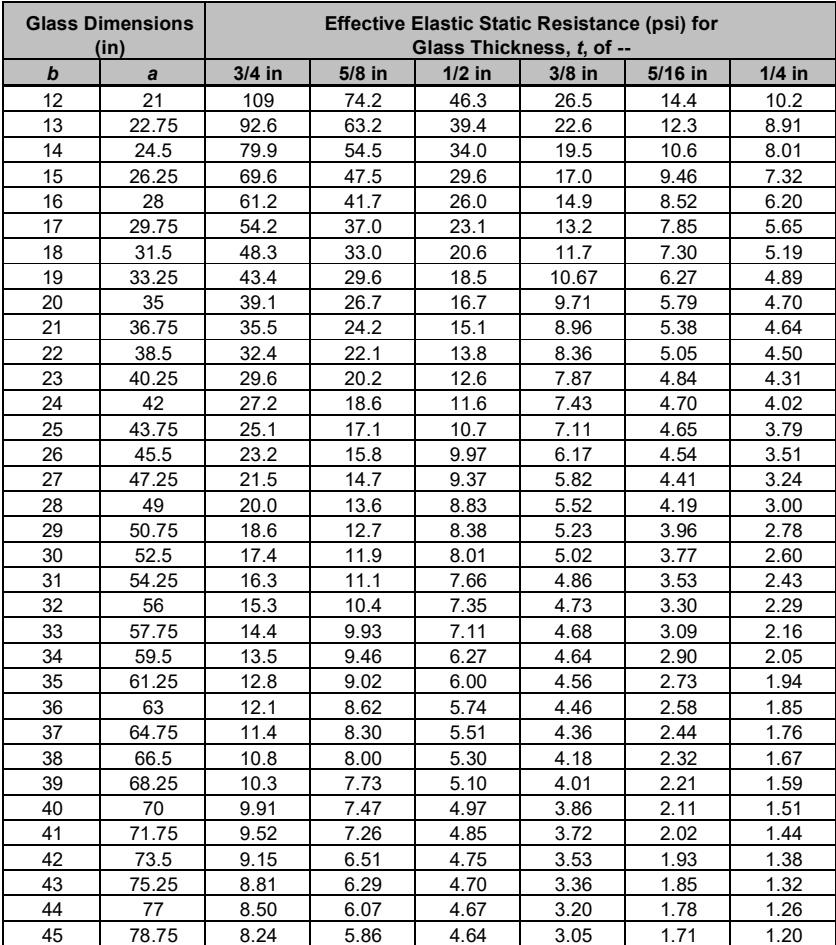 Glass Dimensions (in) Effective Elastic Static Resistance (psi) for Glass Thickness, t, of --
b a 3/4 in 5/8 in 1/2 in 3/8 in 5/16 in 1/4 in
12 21 109 74.2 46.3 26.5 14.4 10.2
13 22.75 92.6 63.2 39.4 22.6 12.3 8.91
14 24.5 79.9 54.5 34.0 19.5 10.6 8.01
15 26.25 69.6 47.5 29.6 17.0 9.46 7.32
16 28 61.2 41.7 26.0 14.9 8.52 6.20
17 29.75 54.2 37.0 23.1 13.2 7.85 5.65
18 31.5 48.3 33.0 20.6 11.7 7.30 5.19
19 33.25 43.4 29.6 18.5 10.67 6.27 4.89
20 35 39.1 26.7 16.7 9.71 5.79 4.70
21 36.75 35.5 24.2 15.1 8.96 5.38 4.64
22 38.5 32.4 22.1 13.8 8.36 5.05 4.50
23 40.25 29.6 20.2 12.6 7.87 4.84 4.31
24 42 27.2 18.6 11.6 7.43 4.70 4.02
25 43.75 25.1 17.1 10.7 7.11 4.65 3.79
26 45.5 23.2 15.8 9.97 6.17 4.54 3.51
27 47.25 21.5 14.7 9.37 5.82 4.41 3.24
28 49 20.0 13.6 8.83 5.52 4.19 3.00
29 50.75 18.6 12.7 8.38 5.23 3.96 2.78
30 52.5 17.4 11.9 8.01 5.02 3.77 2.60
31 54.25 16.3 11.1 7.66 4.86 3.53 2.43
32 56 15.3 10.4 7.35 4.73 3.30 2.29
33 57.75 14.4 9.93 7.11 4.68 3.09 2.16
34 59.5 13.5 9.46 6.27 4.64 2.90 2.05
35 61.25 12.8 9.02 6.00 4.56 2.73 1.94
36 63 12.1 8.62 5.74 4.46 2.58 1.85
37 64.75 11.4 8.30 5.51 4.36 2.44 1.76
38 66.5 10.8 8.00 5.30 4.18 2.32 1.67
39 68.25 10.3 7.73 5.10 4.01 2.21 1.59
40 70 9.91 7.47 4.97 3.86 2.11 1.51
41 71.75 9.52 7.26 4.85 3.72 2.02 1.44
42 73.5 9.15 6.51 4.75 3.53 1.93 1.38
43 75.25 8.81 6.29 4.70 3.36 1.85 1.32
44 77 8.50 6.07 4.67 3.20 1.78 1.26
45 78.75 8.24 5.86 4.64 3.05 1.71 1.20